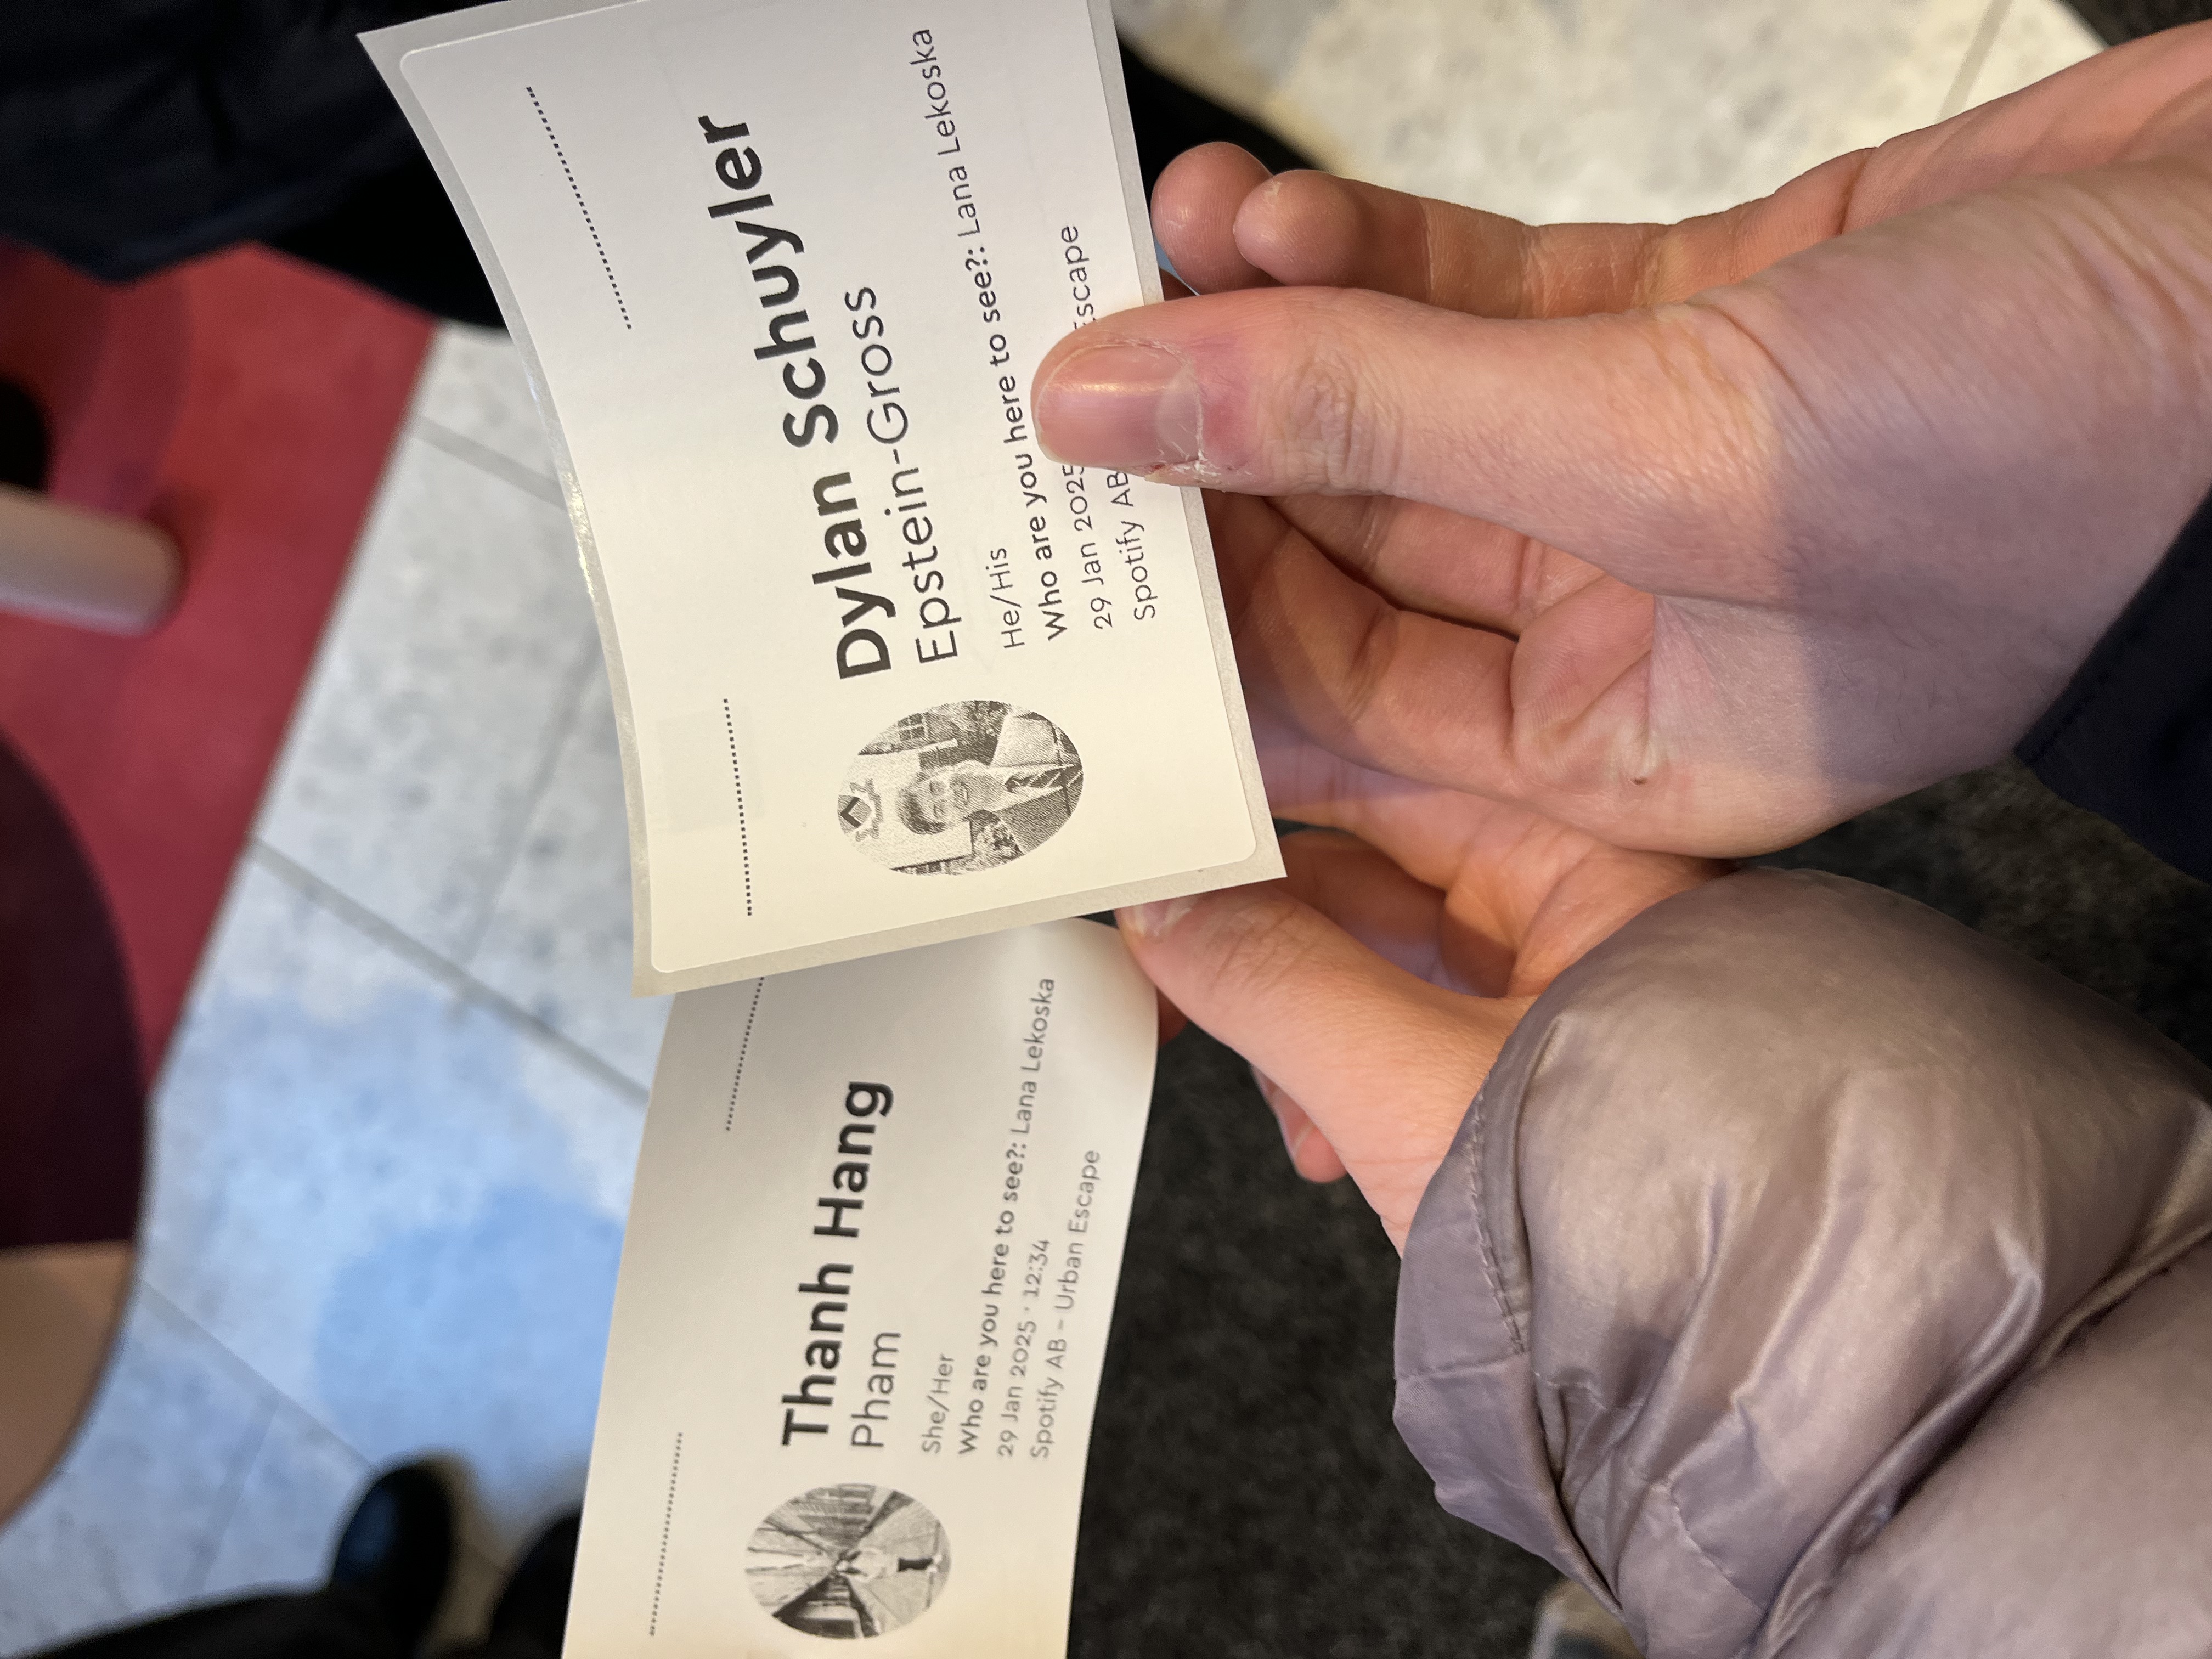 Thanh Hang
Pham
She/Her
Who are you here to see?: Lana Lekoska
29 Jan 2025 · 12:34
Spotify AB – Urban Escape
Dylan Schuyler
Epstein-Gross
He/His
Who are you here to see?: Lana Lekoska
29 Jan 2025
Spotify AB Escape